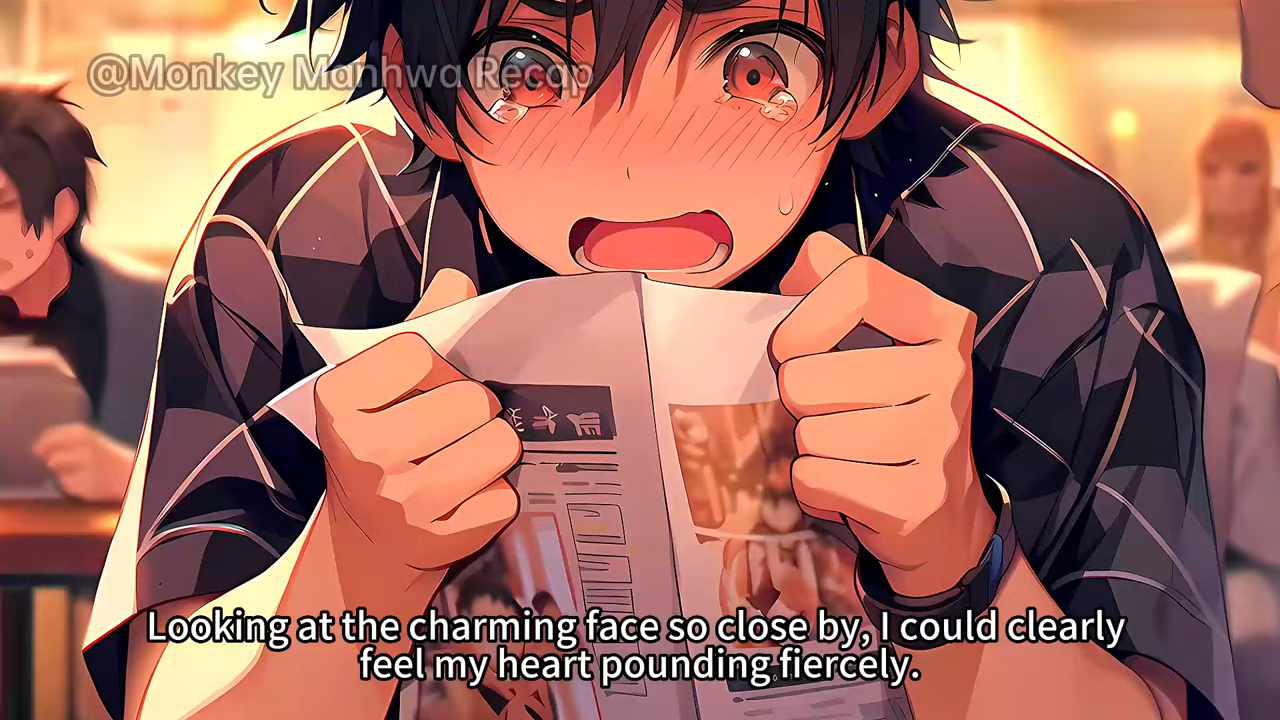 @Monkey Manhwa Recap
Looking at the charming face so close by, I could clearly
feel my heart pounding fiercely.